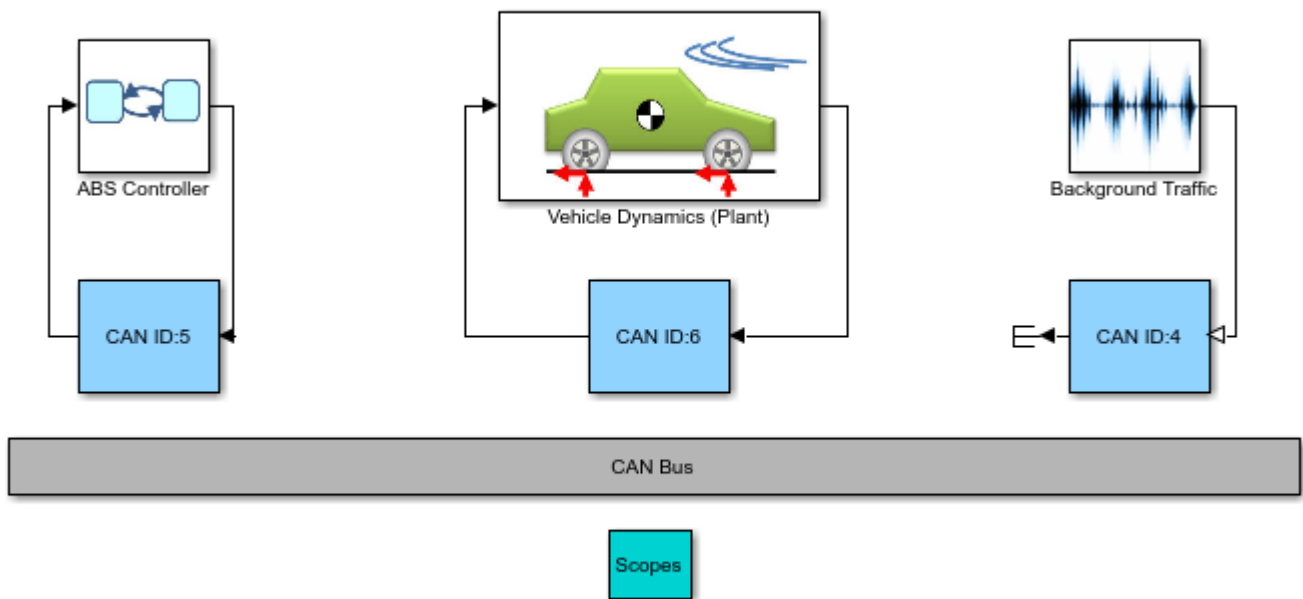 ABS Controller
Vehicle Dynamics (Plant)
Background Traffic
CAN ID:5
CAN ID:6
CAN ID:4
CAN Bus
Scopes